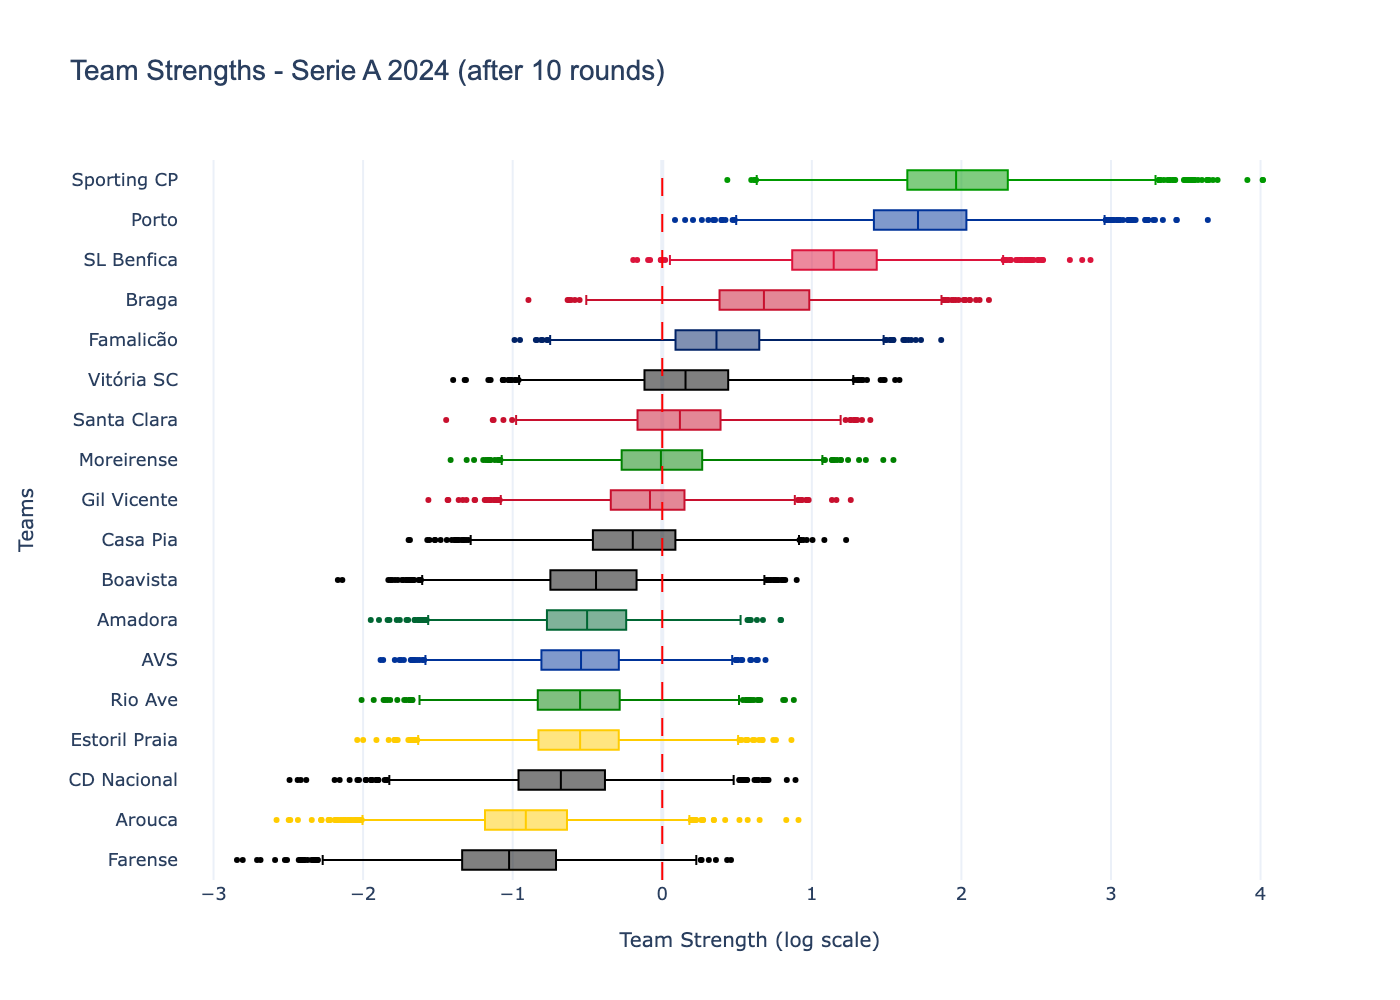 Team Strengths - Serie A 2024 (after 10 rounds)
Teams
Sporting CP
Porto
SL Benfica
Braga
Famalicão
Vitória SC
Santa Clara
Moreirense
Gil Vicente
Casa Pia
Boavista
Amadora
AVS
Rio Ave
Estoril Praia
CD Nacional
Arouca
Farense
−3 −2 −1 0 1 2 3 4
Team Strength (log scale)